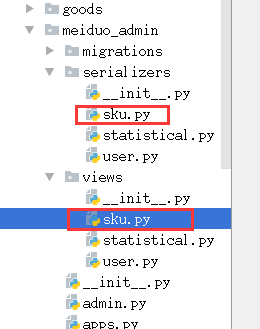 goods
meiduo_admin
migrations
serializers
__init__.py
sku.py
statistical.py
user.py
views
__init__.py
sku.py
statistical.py
user.py
__init__.py
admin.py
apps.py